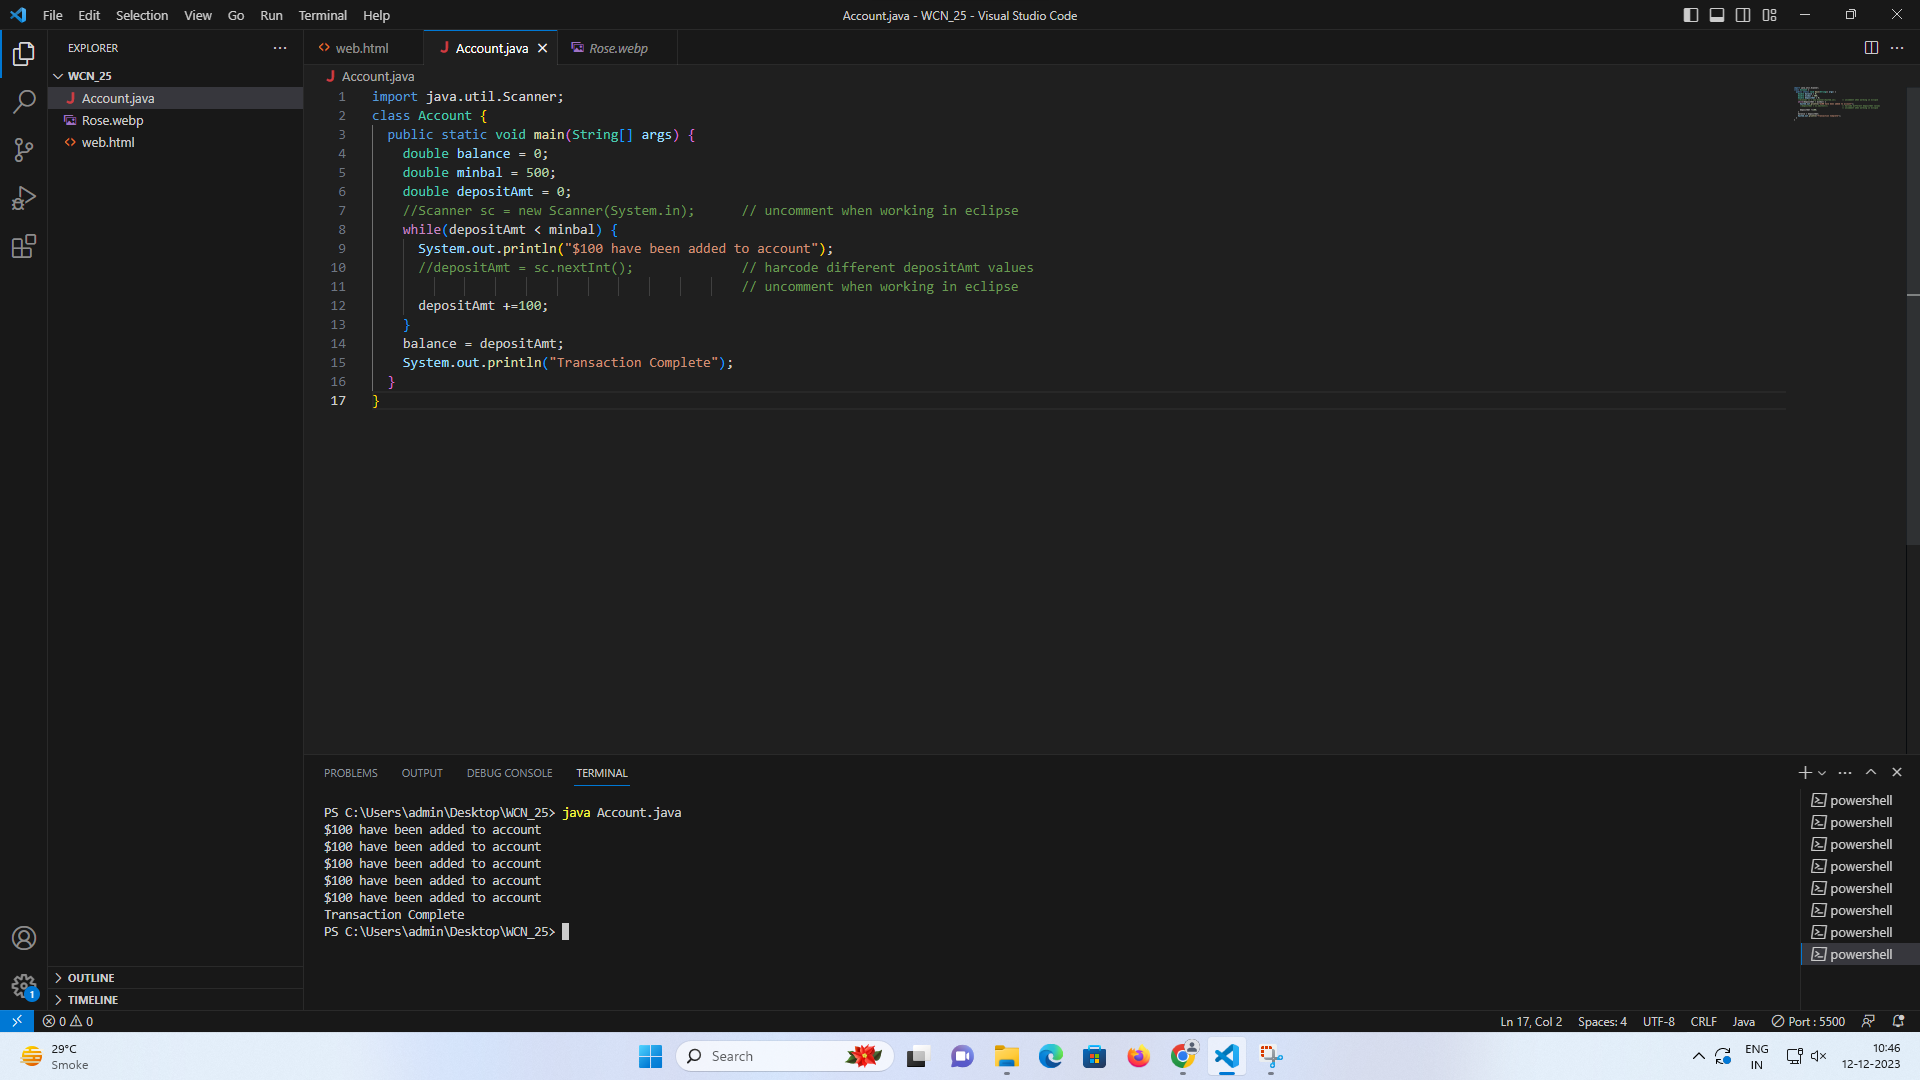 File Edit Selection View Go Run Terminal Help
Account.java - WCN_25 - Visual Studio Code
EXPLORER
WCN_25
Account.java
Rose.webp
web.html
OUTLINE
TIMELINE
web.html
Account.java
Rose.webp
Account.java
1 import java.util.Scanner;
2 class Account {
3 public static void main(String[] args) {
4 double balance = 0;
5 double minbal = 500;
6 double depositAmt = 0;
7 //Scanner sc = new Scanner(System.in); // uncomment when working in eclipse
8 while(depositAmt < minbal) {
9 System.out.println("$100 have been added to account");
10 //depositAmt = sc.nextInt(); // harcode different depositAmt values
11 // uncomment when working in eclipse
12 depositAmt +=100;
13 }
14 balance = depositAmt;
15 System.out.println("Transaction Complete");
16 }
17 }
PROBLEMS OUTPUT DEBUG CONSOLE TERMINAL
PS C:\Users\admin\Desktop\WCN_25> java Account.java
$100 have been added to account
$100 have been added to account
$100 have been added to account
$100 have been added to account
$100 have been added to account
Transaction Complete
PS C:\Users\admin\Desktop\WCN_25>
powershell
powershell
powershell
powershell
powershell
powershell
powershell
powershell
1
0 0
Ln 17, Col 2 Spaces: 4 UTF-8 CRLF Java Port : 5500
29°C
Smoke
Search
ENG
IN
10:46
12-12-2023